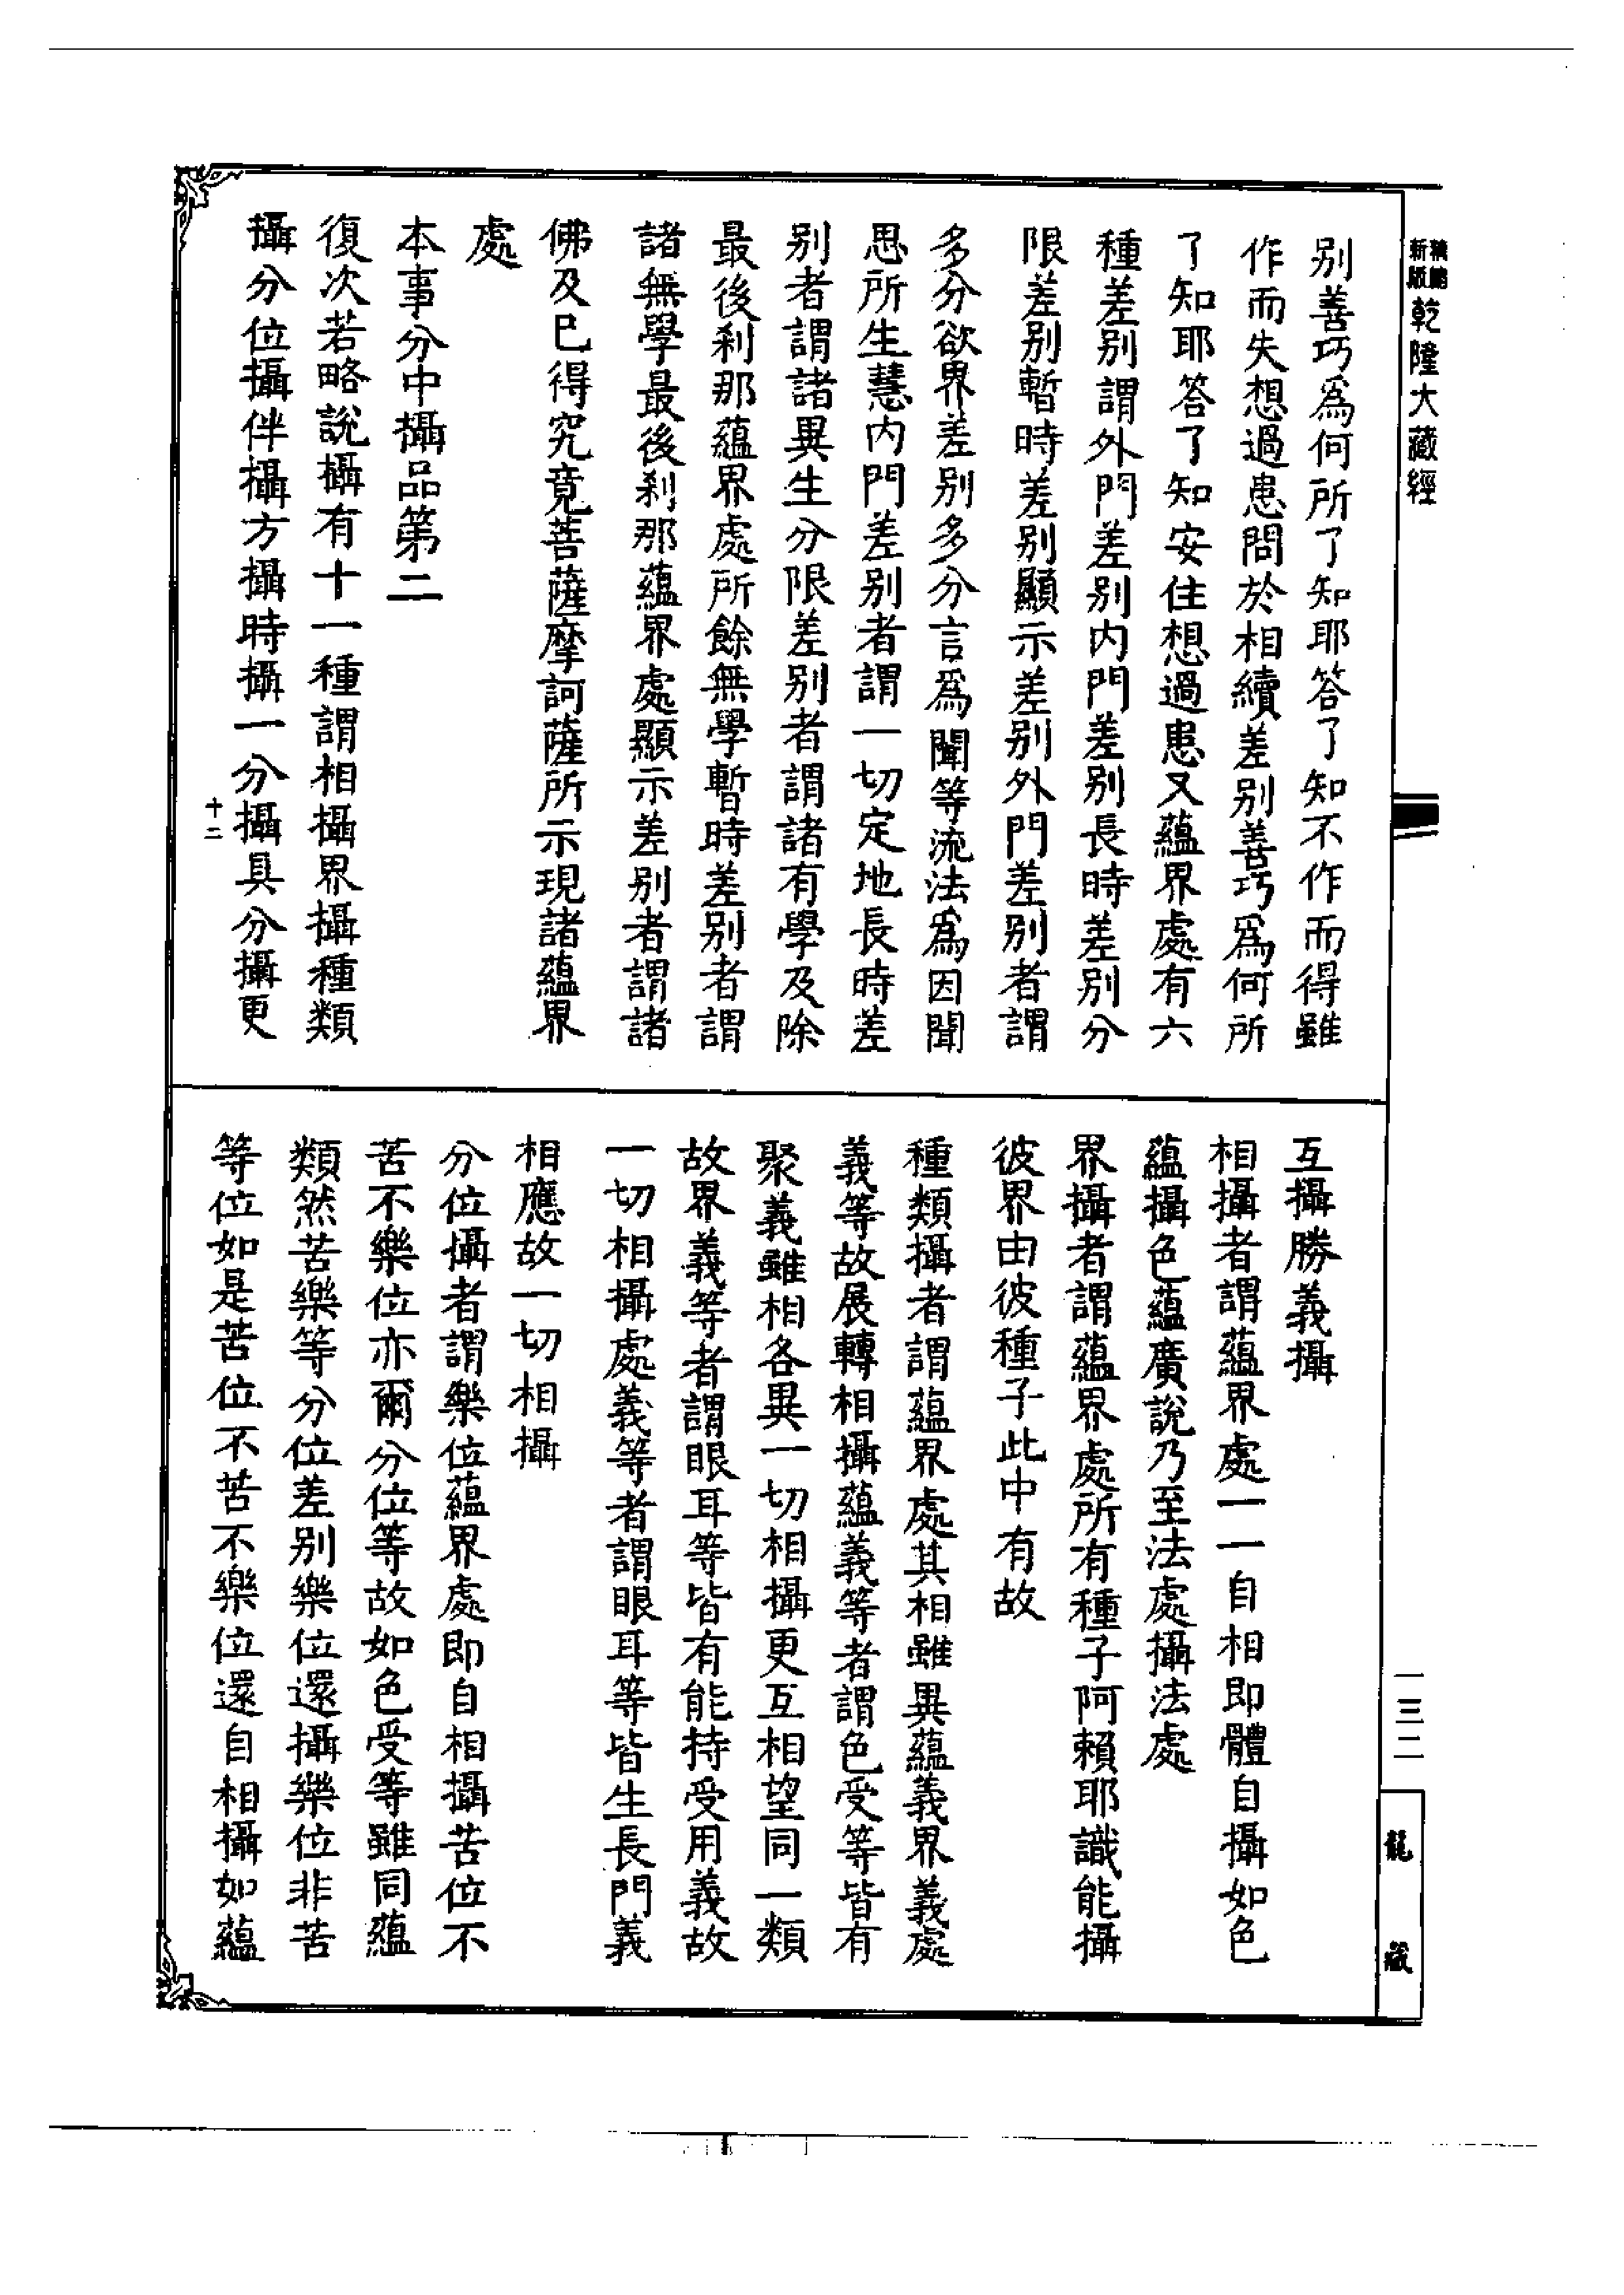 精縮
新版
乾隆大藏經
別善巧爲何所了知耶答了知不作而得雖
作而失想過患問於相續差別善巧爲何所
了知耶答了知安住想過患又蘊界處有六
種差別謂外門差別內門差別長時差別分
限差別暫時差別顯示差別外門差別者謂
多分欲界差別多分言爲聞等流法爲因聞
思所生慧內門差別者謂一切定地長時差
別者謂諸異生分限差別者謂諸有學及除
最後刹那蘊界處所餘無學暫時差別者謂
諸無學最後刹那蘊界處顯示差別者謂諸
佛及已得究竟菩薩摩訶薩所示現諸蘊界
處
本事分中攝品第二
復次若略說攝有十一種謂相攝界攝種類
攝分位攝伴攝方攝時攝一分攝具分攝更
十二
互攝勝義攝
相攝者謂蘊界處一一自相即體自攝如色
蘊攝色蘊廣說乃至法處攝法處
界攝者謂蘊界處所有種子阿賴耶識能攝
彼界由彼種子此中有故
種類攝者謂蘊界處其相雖異蘊義界義處
義等故展轉相攝蘊義等者謂色受等皆有
聚義雖相各異一切相攝更互相望同一類
故界義等者謂眼耳等皆有能持受用義故
一切相攝處義等者謂眼耳等皆生長門義
相應故一切相攝
分位攝者謂樂位蘊界處即自相攝苦位不
苦不樂位亦爾分位等故如色受等雖同蘊
類然苦樂等分位差別樂位還攝樂位非苦
等位如是苦位不苦不樂位還自相攝如蘊
一三二
龍藏